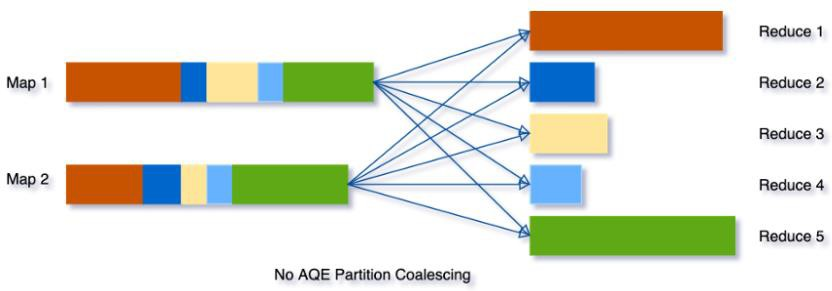 Reduce 1
Map 1
Reduce 2
Reduce 3
Map 2
Reduce 4
Reduce 5
No AQE Partition Coalescing